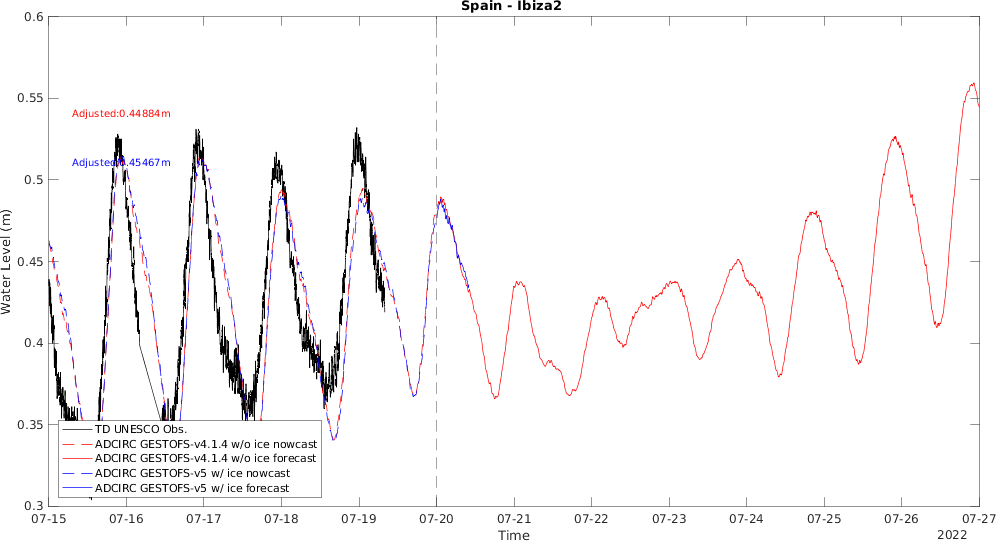 Spain - Ibiza2
0.6
0.55
0.5
0.45
0.4
0.35
0.3
Water Level (m)
Adjusted:0.44884m
Adjusted:0.45467m
TD UNESCO Obs.
ADCIRC GESTOFS-v4.1.4 w/o ice nowcast
ADCIRC GESTOFS-v4.1.4 w/o ice forecast
ADCIRC GESTOFS-v5 w/ ice nowcast
ADCIRC GESTOFS-v5 w/ ice forecast
07-15 07-16 07-17 07-18 07-19 07-20 07-21 07-22 07-23 07-24 07-25 07-26 07-27
Time
2022